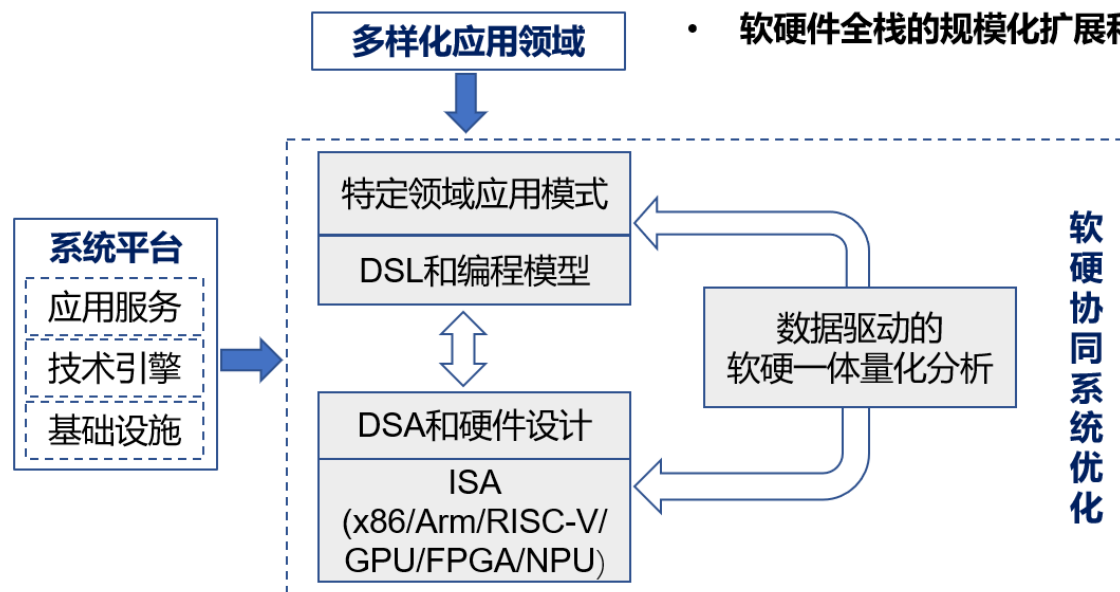 多样化应用领域
• 软硬件全栈的规模化扩展和
特定领域应用模式
DSL和编程模型
系统平台
应用服务
技术引擎
基础设施
数据驱动的
软硬一体量化分析
DSA和硬件设计
ISA
(x86/Arm/RISC-V/
GPU/FPGA/NPU)
软硬协同系统优化